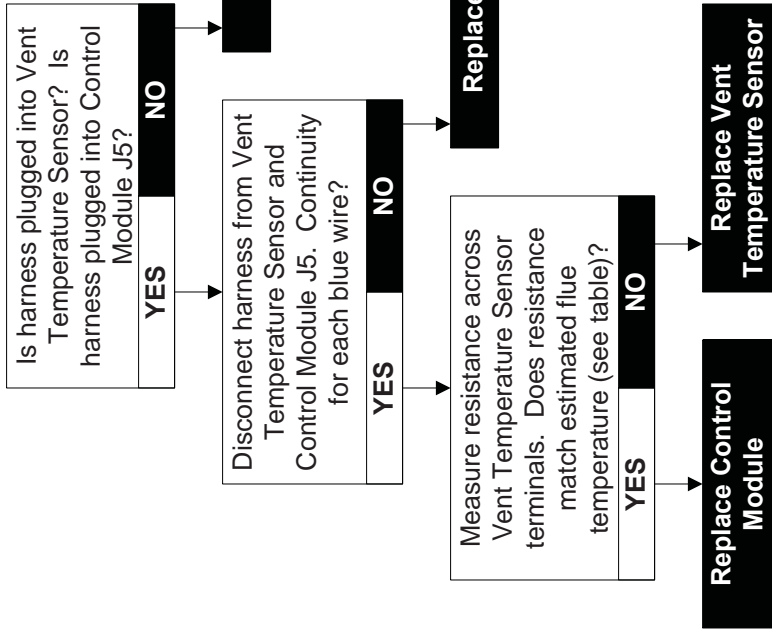 Is harness plugged into Vent
Temperature Sensor? Is
harness plugged into Control
Module J5?
YES
NO
Disconnect harness from Vent
Temperature Sensor and
Control Module J5. Continuity
for each blue wire?
YES
NO
Replace
Measure resistance across
Vent Temperature Sensor
terminals. Does resistance
match estimated flue
temperature (see table)?
YES
NO
Replace Control
Module
Replace Vent
Temperature Sensor